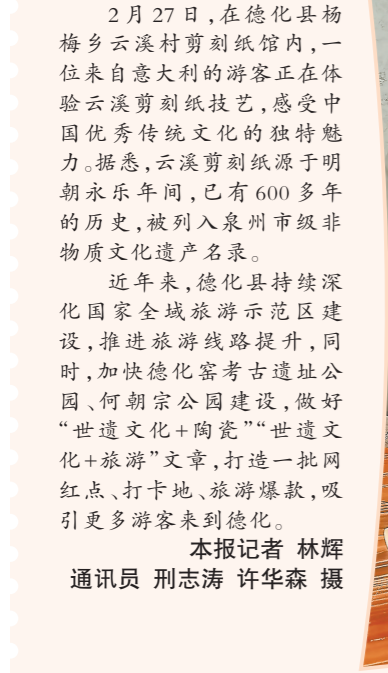 2月27日,在德化县杨
梅乡云溪村剪刻纸馆内,一
位来自意大利的游客正在体
验云溪剪刻纸技艺,感受中
国优秀传统文化的独特魅
力。据悉,云溪剪刻纸源于明
朝永乐年间,已有600多年
的历史,被列入泉州市级非
物质文化遗产名录。
近年来,德化县持续深
化国家全域旅游示范区建
设,推进旅游线路提升,同
时,加快德化窑考古遗址公
园、何朝宗公园建设,做好
“世遗文化+陶瓷”“世遗文
化+旅游”文章,打造一批网
红点、打卡地、旅游爆款,吸
引更多游客来到德化。
本报记者 林辉
通讯员 刑志涛 许华森 摄